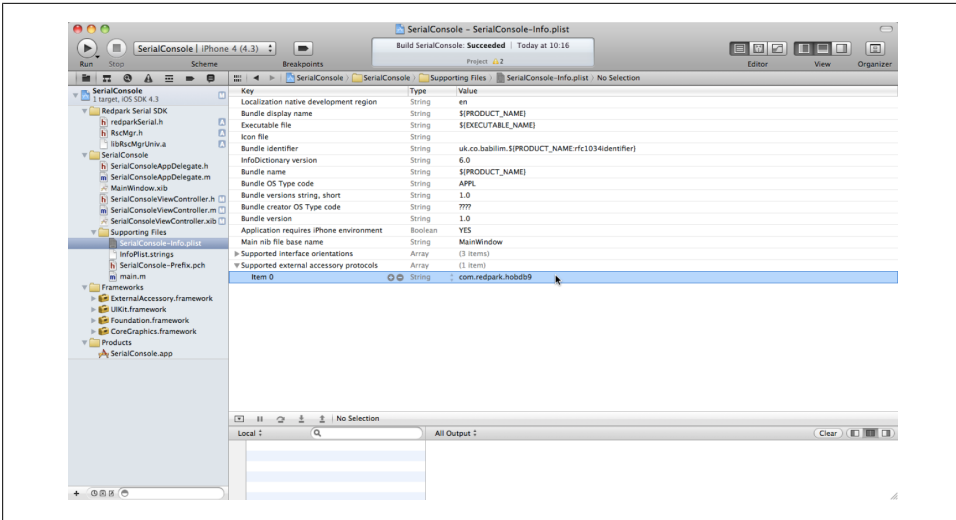 SerialConsole - SerialConsole-Info.plist
SerialConsole | iPhone 4 (4.3)
Build SerialConsole: Succeeded | Today at 10:16
Project 2
Run Stop Scheme Breakpoints Editor View Organizer
SerialConsole SerialConsole Supporting Files SerialConsole-Info.plist No Selection
SerialConsole
1 target, iOS SDK 4.3
Redpark Serial SDK
h redparkSerial.h A
h RscMgr.h A
libRscMgrUniv.a A
SerialConsole
h SerialConsoleAppDelegate.h
m SerialConsoleAppDelegate.m
MainWindow.xib
h SerialConsoleViewController.h
m SerialConsoleViewController.m
SerialConsoleViewController.xib
Supporting Files
SerialConsole-Info.plist
InfoPlist.strings
h SerialConsole-Prefix.pch
m main.m
Frameworks
ExternalAccessory.framework
UIKit.framework
Foundation.framework
CoreGraphics.framework
Products
SerialConsole.app
Key Type Value
Localization native development region String en
Bundle display name String ${PRODUCT_NAME}
Executable file String ${EXECUTABLE_NAME}
Icon file String
Bundle identifier String uk.co.babilim.${PRODUCT_NAME:rfc1034identifier}
InfoDictionary version String 6.0
Bundle name String ${PRODUCT_NAME}
Bundle OS Type code String APPL
Bundle versions string, short String 1.0
Bundle creator OS Type code String ????
Bundle version String 1.0
Application requires iPhone environment Boolean YES
Main nib file base name String MainWindow
Supported interface orientations Array (3 items)
Supported external accessory protocols Array (1 item)
Item 0 String com.redpark.hobdb9
No Selection
Local All Output Clear